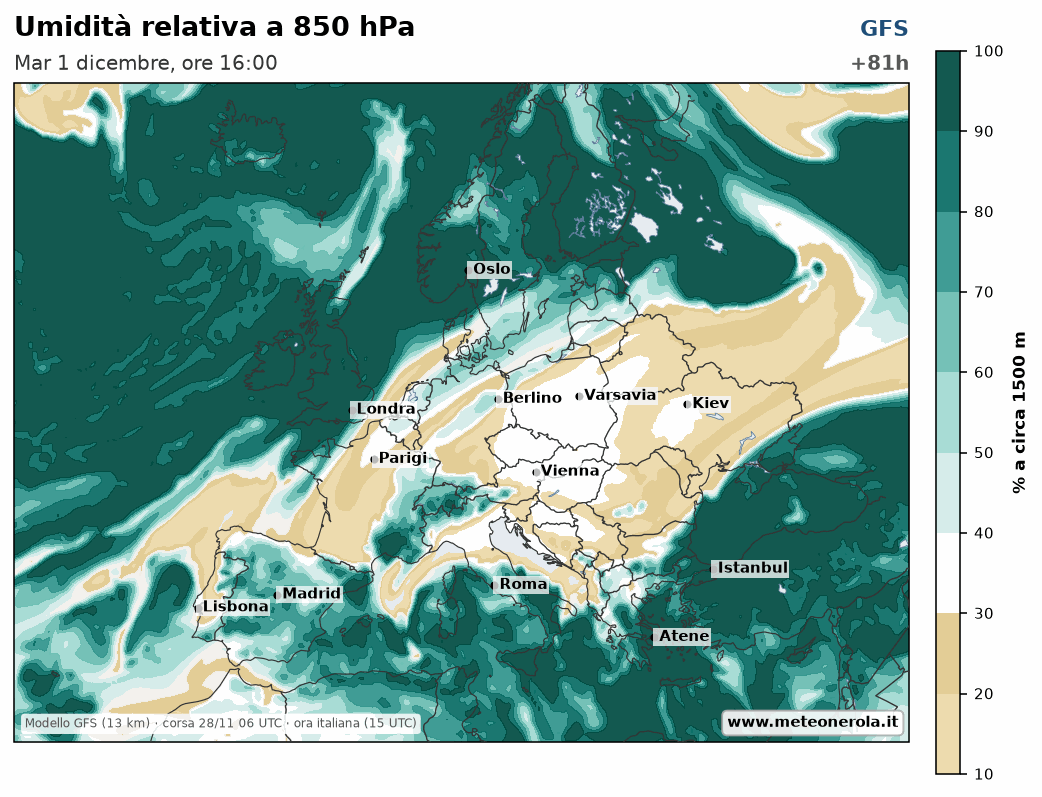 Umidità relativa a 850 hPa
GFS
Mar 1 dicembre, ore 16:00
+81h
100
90
80
70
60
50
40
30
20
10
% a circa 1500 m
Oslo
Londra
Berlino
Varsavia
Kiev
Parigi
Vienna
Istanbul
Roma
Madrid
Lisbona
Atene
Modello GFS (13 km) · corsa 28/11 06 UTC · ora italiana (15 UTC)
www.meteonerola.it